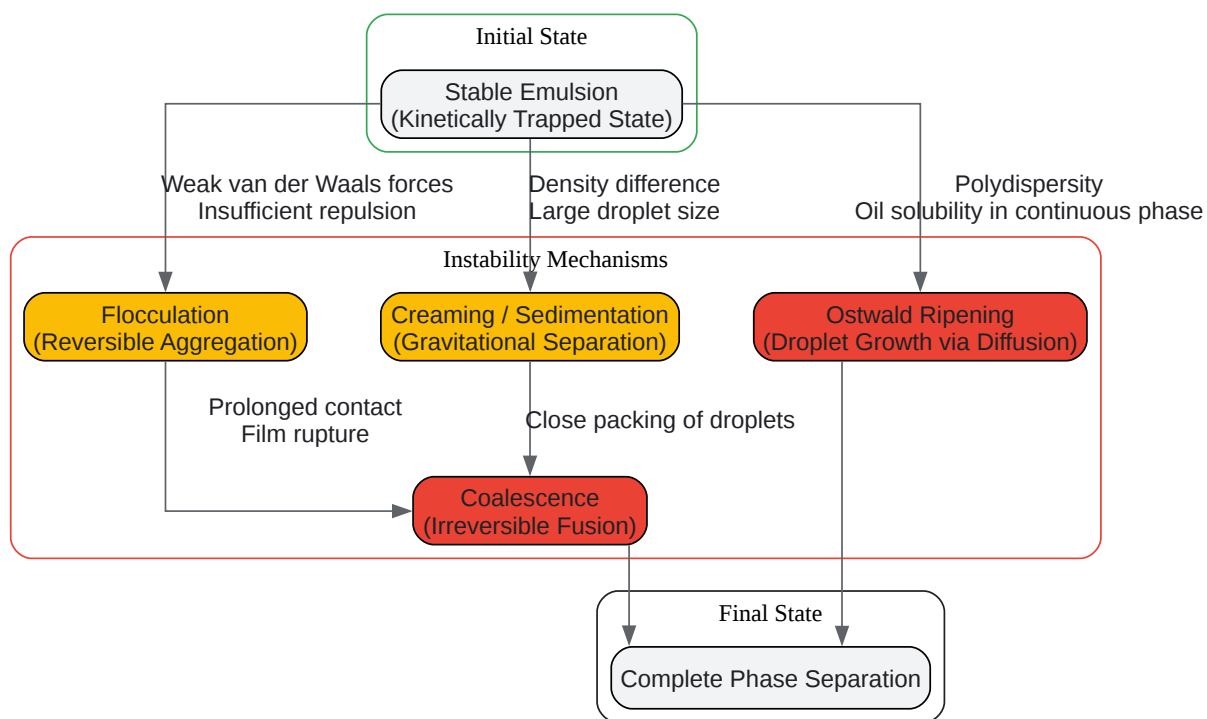 Initial State
Stable Emulsion
(Kinetically Trapped State)
Weak van der Waals forces
Insufficient repulsion
Density difference
Large droplet size
Polydispersity
Oil solubility in continuous phase
Instability Mechanisms
Flocculation
(Reversible Aggregation)
Creaming / Sedimentation
(Gravitational Separation)
Ostwald Ripening
(Droplet Growth via Diffusion)
Prolonged contact
Film rupture
Close packing of droplets
Coalescence
(Irreversible Fusion)
Final State
Complete Phase Separation